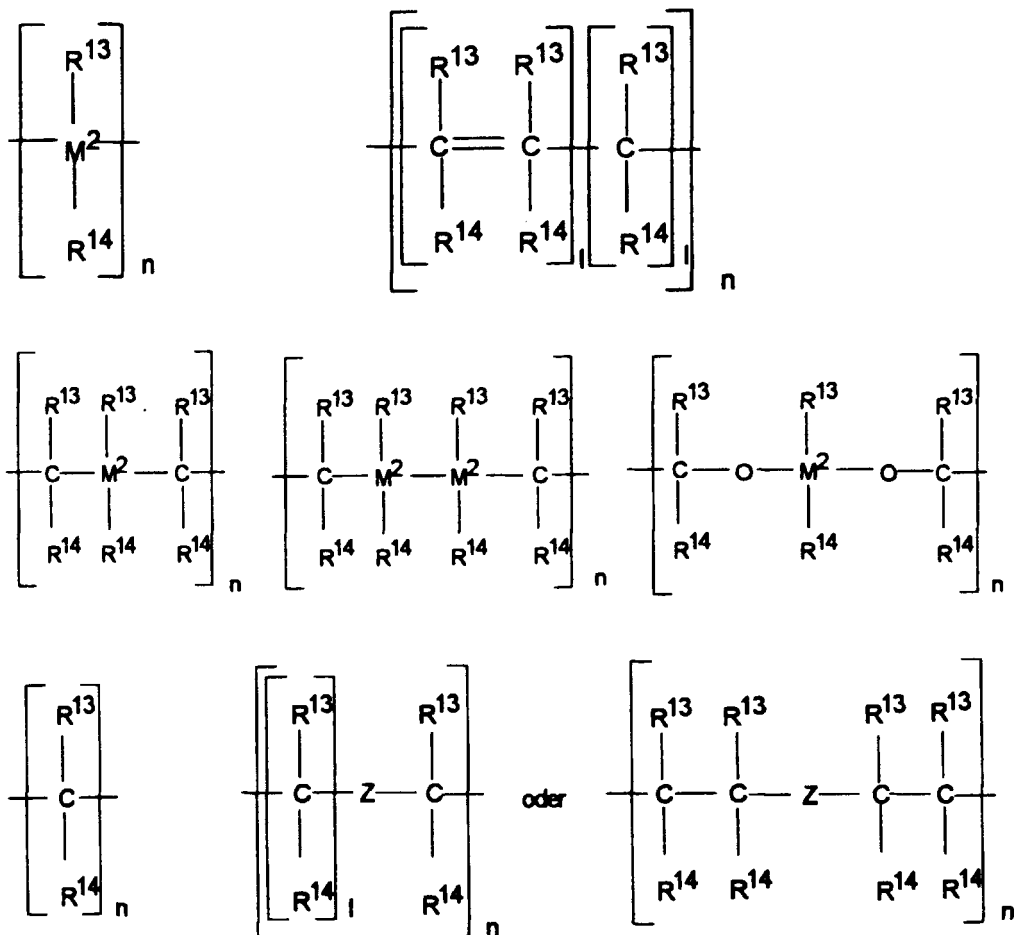 R13 R13 R13 R13
M2 C C C
R14 R14 R14 R14
n l l n
R13 R13 R13 R13 R13 R13 R13 R13 R13 R13
C M2 C C M2 M2 C C O M2 O C
R14 R14 R14 R14 R14 R14 R14 R14 R14 R14
n n n
R13 R13 R13 R13 R13 R13 R13
C C Z C oder C C Z C C
R14 R14 R14 R14 R14 R14 R14
n l n n